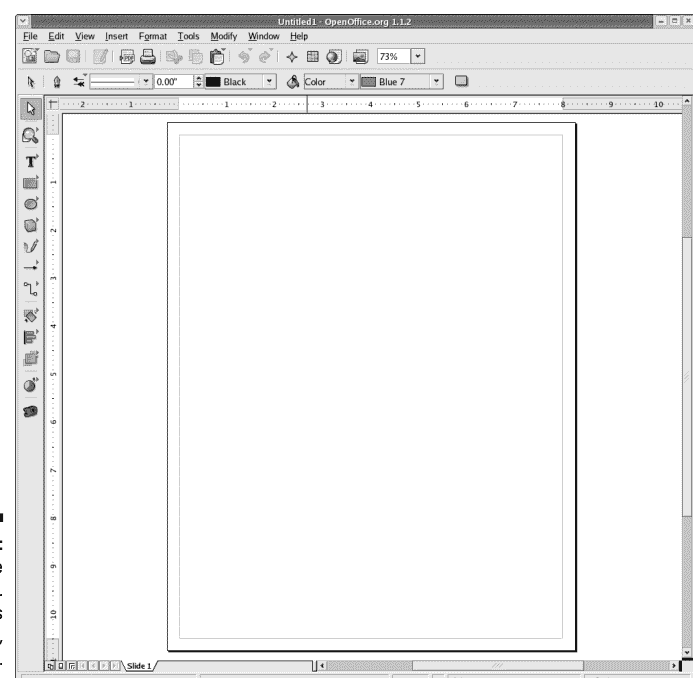 Untitled1 - OpenOffice.org 1.1.2
File Edit View Insert Format Tools Modify Window Help
PDF 73%
0.00" Black Color Blue 7
2 1 1 2 3 4 5 6 7 8 9 10
T
1
2
3
4
5
6
7
8
9
10
:
e
.
s
,
.
Slide 1